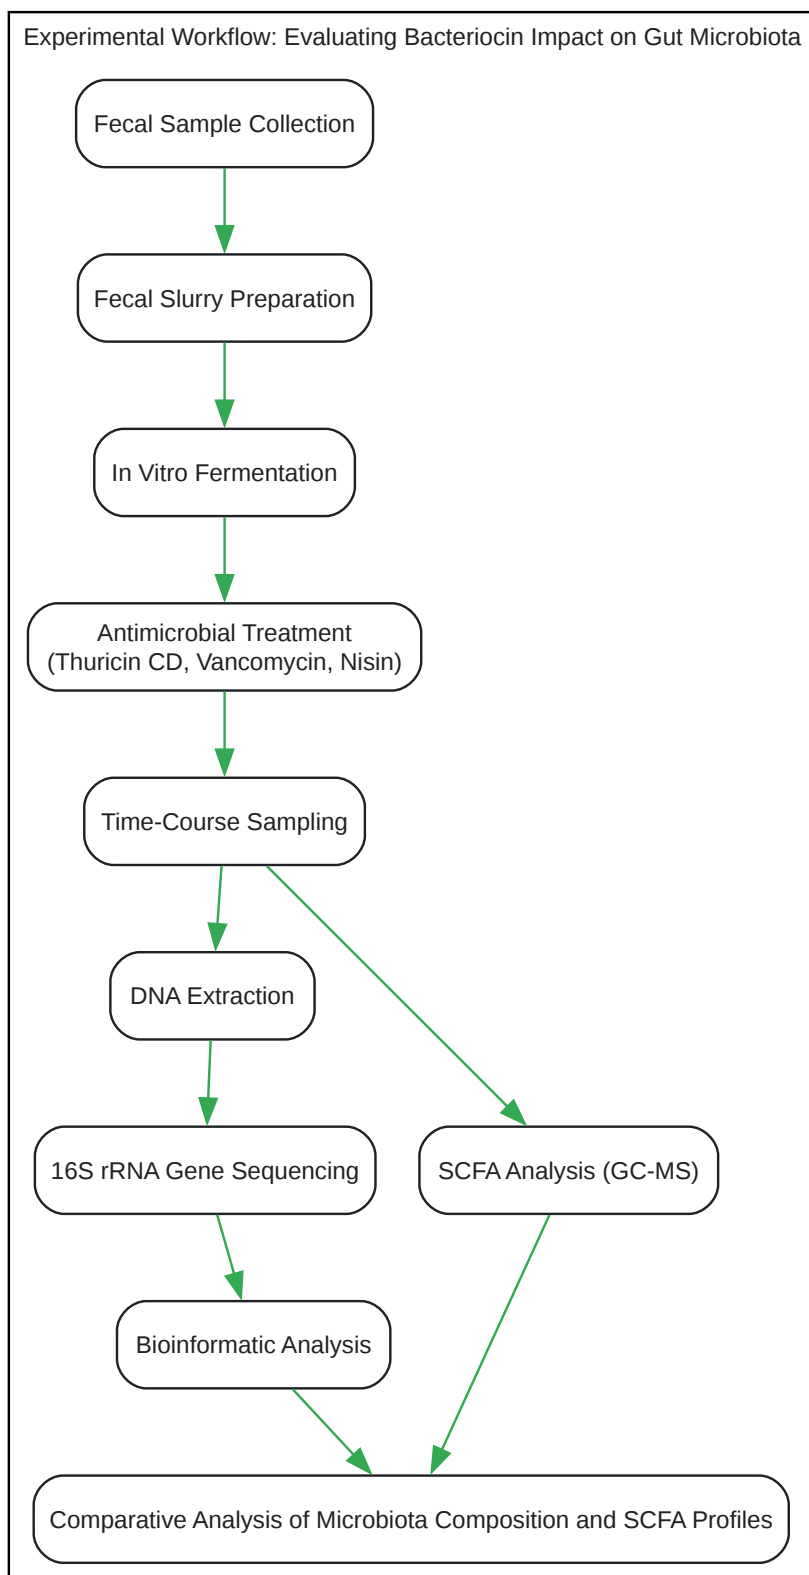 Experimental Workflow: Evaluating Bacteriocin Impact on Gut Microbiota
Fecal Sample Collection
Fecal Slurry Preparation
In Vitro Fermentation
Antimicrobial Treatment
(Thuricin CD, Vancomycin, Nisin)
Time-Course Sampling
DNA Extraction
16S rRNA Gene Sequencing
SCFA Analysis (GC-MS)
Bioinformatic Analysis
Comparative Analysis of Microbiota Composition and SCFA Profiles